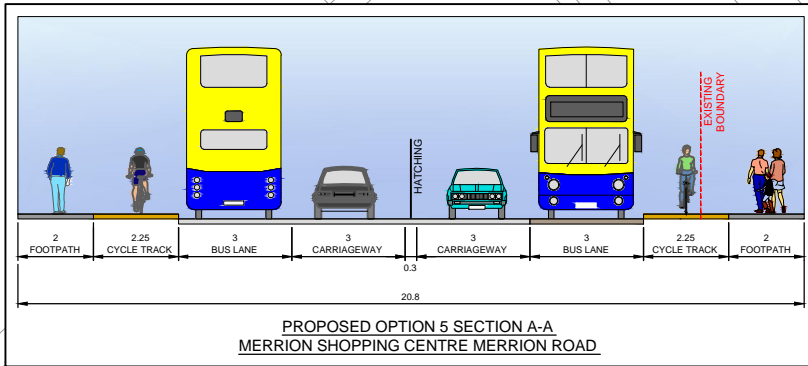 HATCHING
EXISTING
BOUNDARY
2 2.25 3 3 3 3 2.25 2
FOOTPATH CYCLE TRACK BUS LANE CARRIAGEWAY CARRIAGEWAY BUS LANE CYCLE TRACK FOOTPATH
0.3
20.8
PROPOSED OPTION 5 SECTION A-A
MERRION SHOPPING CENTRE MERRION ROAD